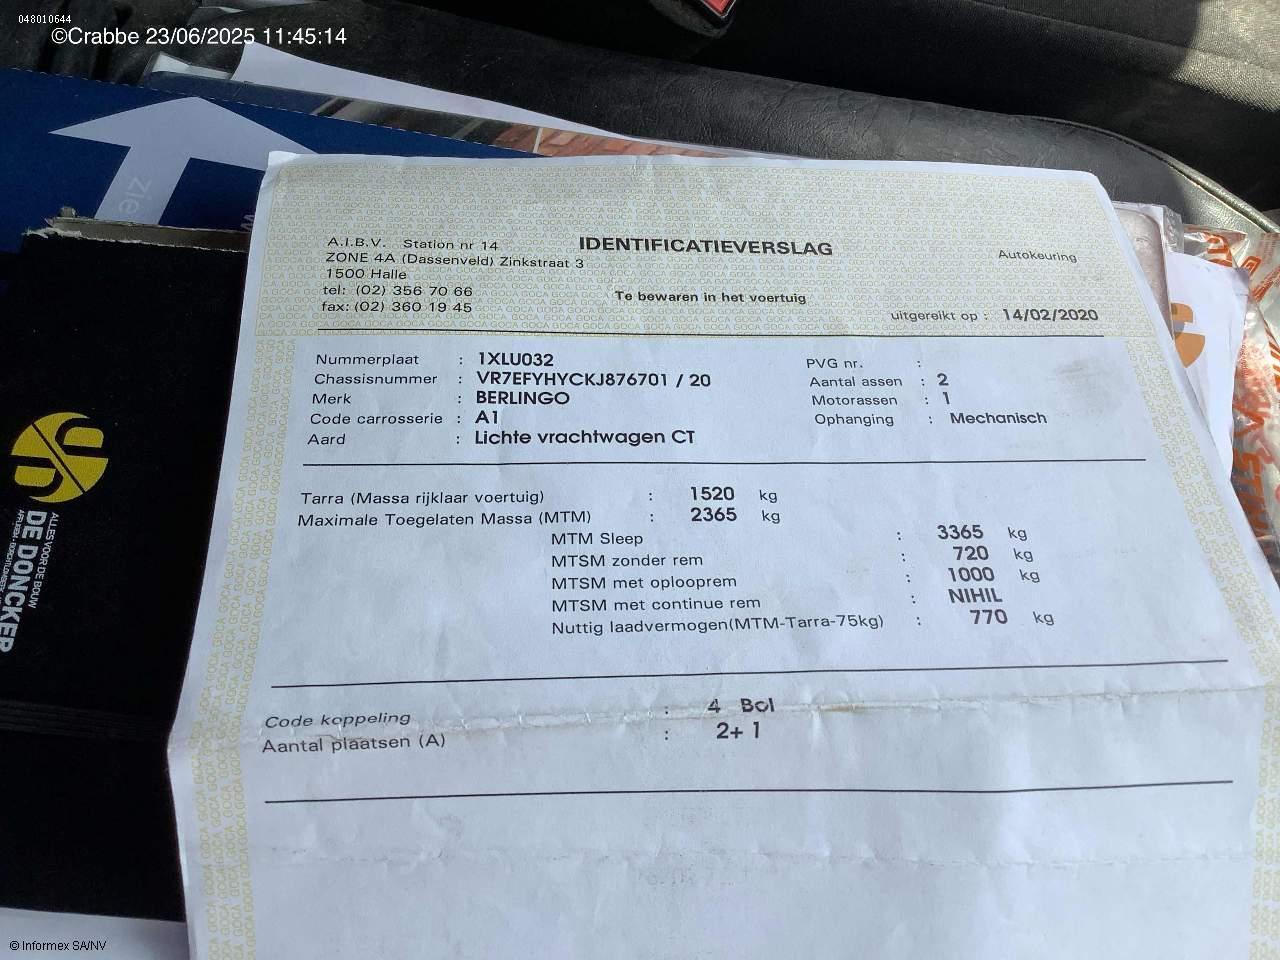 048010644
©Crabbe 23/06/2025 11:45:14
zie
A.I.B.V. Station nr 14
ZONE 4A (Dassenveld) Zinkstraat 3
1500 Halle
tel: (02) 356 70 66
fax: (02) 360 19 45
IDENTIFICATIEVERSLAG
Te bewaren in het voertuig
Autokeuring
uitgereikt op : 14/02/2020
Nummerplaat : 1XLU032
Chassisnummer : VR7EFYHYCKJ876701 / 20
Merk : BERLINGO
Code carrosserie : A1
Aard : Lichte vrachtwagen CT
PVG nr. :
Aantal assen : 2
Motorassen : 1
Ophanging : Mechanisch
Tarra (Massa rijklaar voertuig) : 1520 kg
Maximale Toegelaten Massa (MTM) : 2365 kg
MTM Sleep : 3365 kg
MTSM zonder rem : 720 kg
MTSM met oplooprem : 1000 kg
MTSM met continue rem : NIHIL
Nuttig laadvermogen(MTM-Tarra-75kg) : 770 kg
Code koppeling : 4 Bol
Aantal plaatsen (A) : 2+ 1
ALLES VOOR DE BOUW
DE DONCKER
© Informex SA/NV